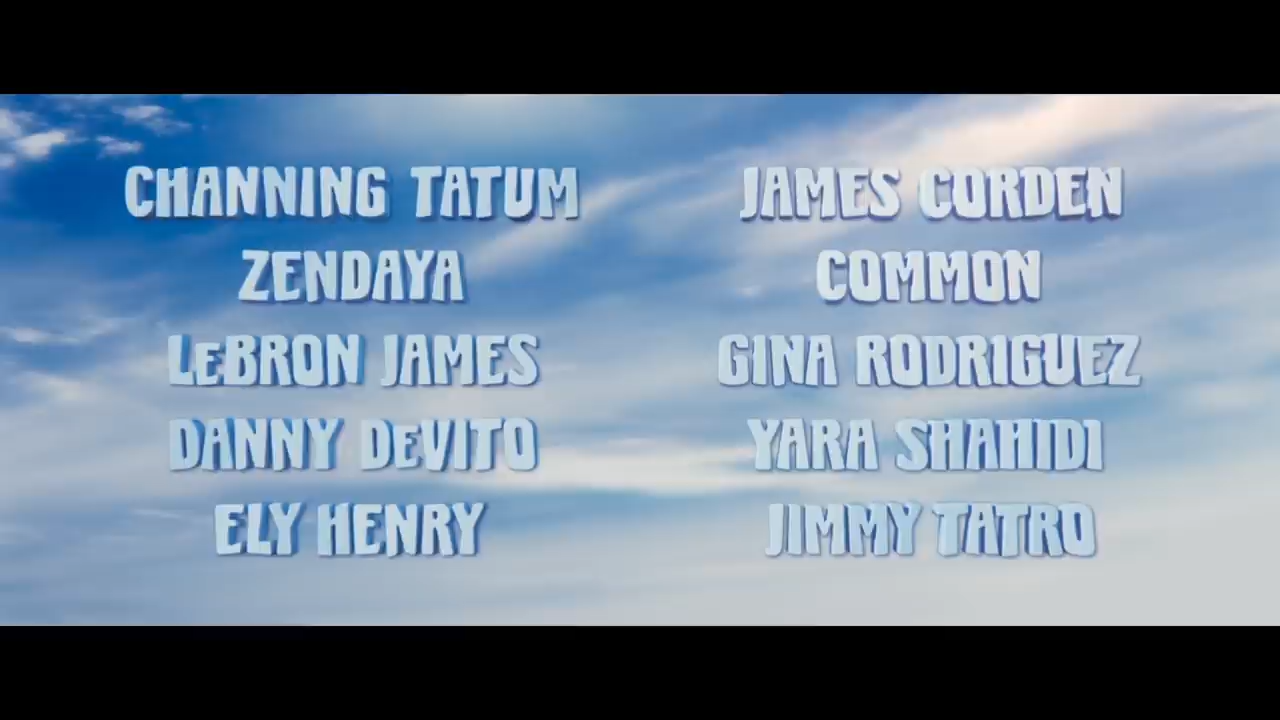 CHANNING TATUM
ZENDAYA
LeBRON JAMES
DANNY DeVITO
ELY HENRY
JAMES CORDEN
COMMON
GINA RODRIGUEZ
YARA SHAHIDI
JIMMY TATRO